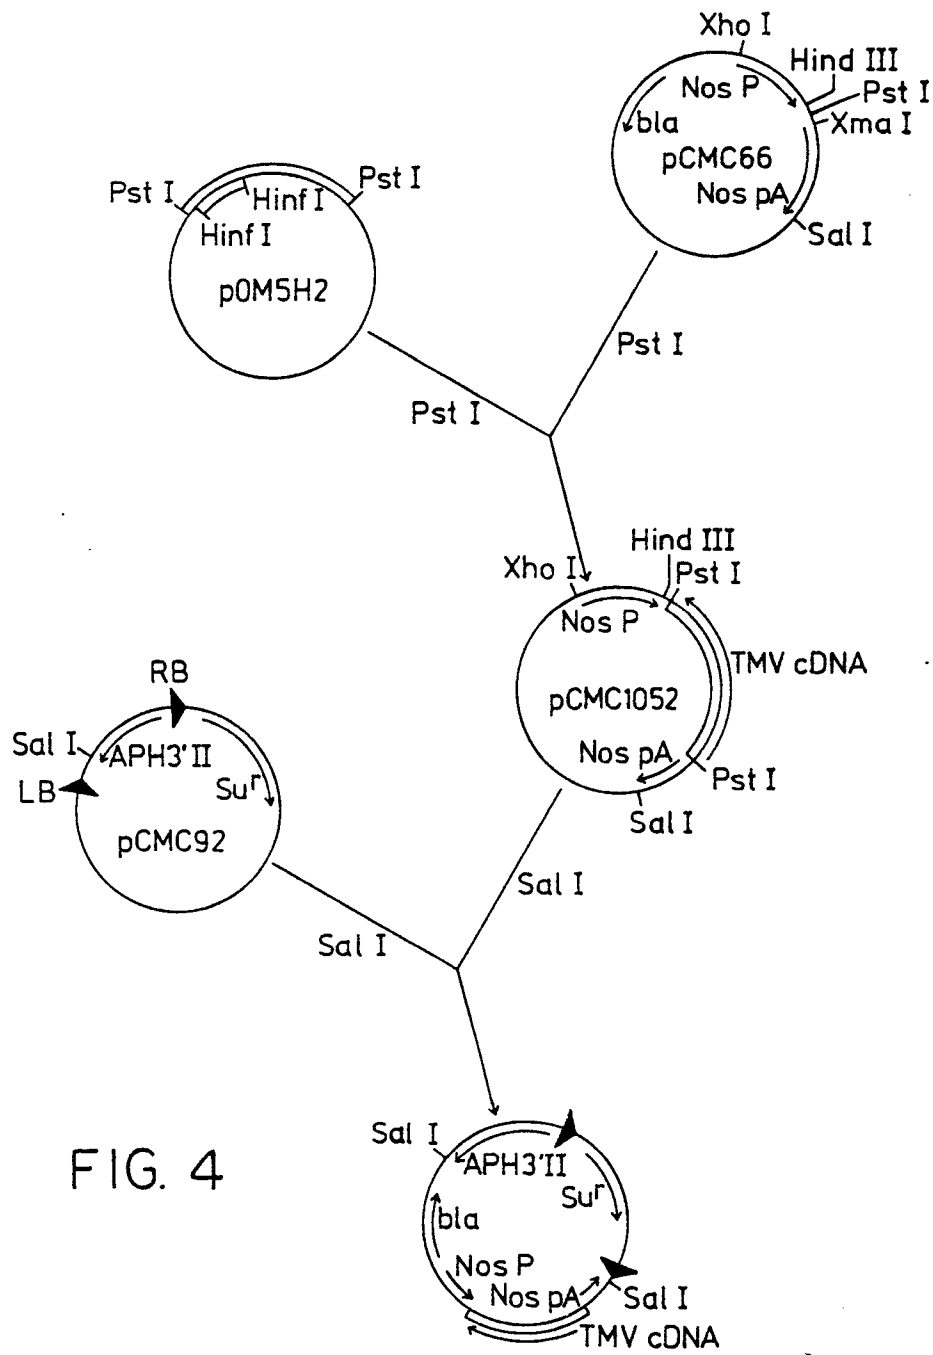 Xho I
Hind III
Pst I
Xma I
Nos P
bla
pCMC66
Nos pA
Sal I
Pst I
Pst I
Hinf I
Hinf I
pOM5H2
Pst I
Pst I
Hind III
Xho I
Pst I
Nos P
TMV cDNA
pCMC1052
Nos pA
Pst I
Sal I
RB
Sal I
APH3'II
LB
Suʳ
pCMC92
Sal I
Sal I
FIG. 4
Sal I
APH3'II
Suʳ
bla
Nos P
Nos pA
Sal I
TMV cDNA